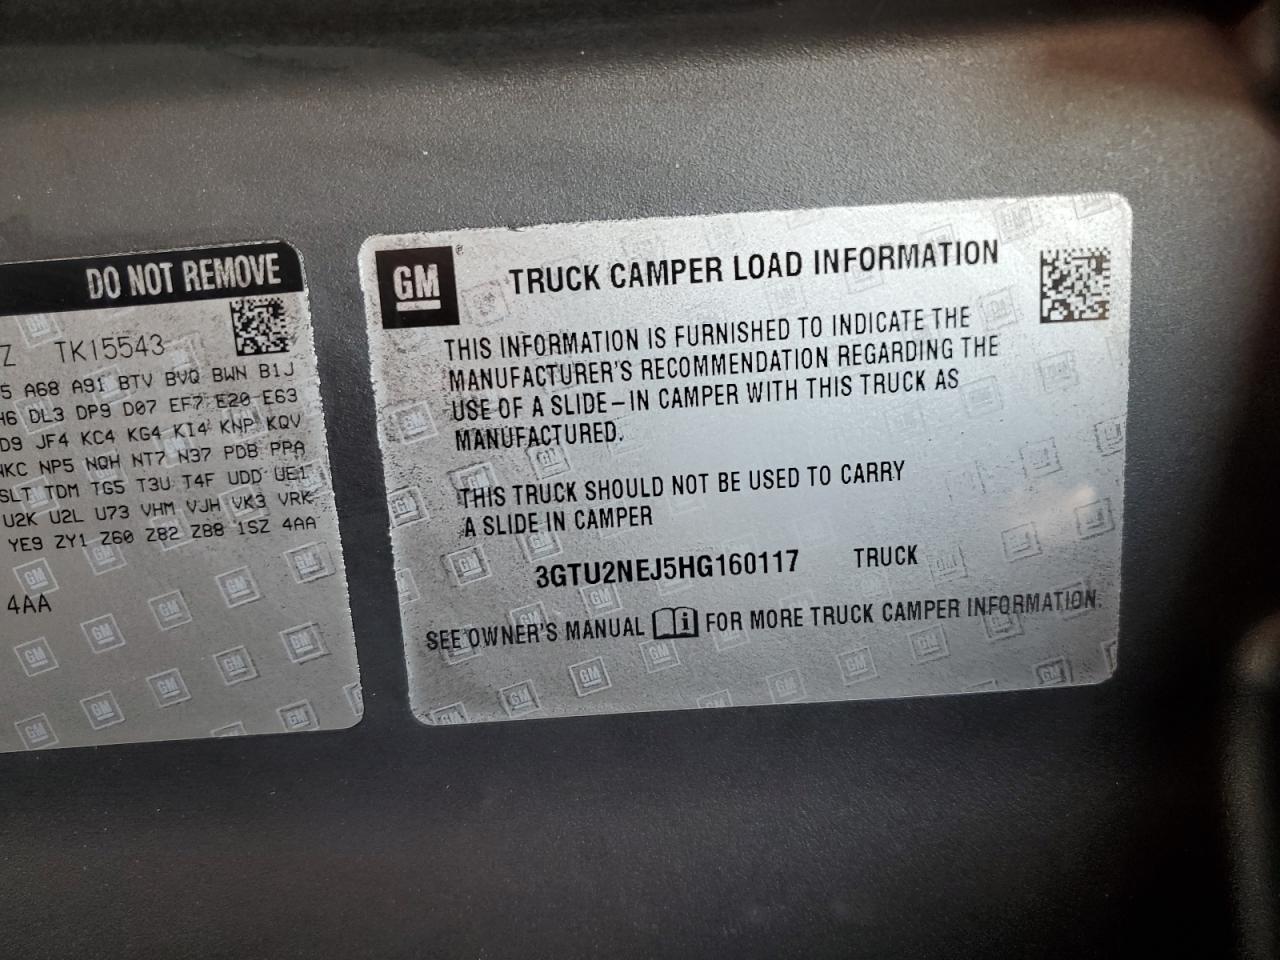 DO NOT REMOVE
Z TK15543
5 A68 A91 BTV BVQ BWN B1J
H6 DL3 DP9 D07 EF7 E20 E63
D9 JF4 KC4 KG4 KI4 KNP KQV
NP5 NQH NT7 N37 PDB PPA
SLT TDM TG5 T3U T4F UDD UE1
U2K U2L U73 VHM VJH VK3 VRK
YE9 ZY1 Z60 Z82 Z88 1SZ 4AA
4AA
GM
TRUCK CAMPER LOAD INFORMATION
THIS INFORMATION IS FURNISHED TO INDICATE THE
MANUFACTURER'S RECOMMENDATION REGARDING THE
USE OF A SLIDE-IN CAMPER WITH THIS TRUCK AS
MANUFACTURED.
THIS TRUCK SHOULD NOT BE USED TO CARRY
A SLIDE IN CAMPER
3GTU2NEJ5HG160117 TRUCK
SEE OWNER'S MANUAL i FOR MORE TRUCK CAMPER INFORMATION.